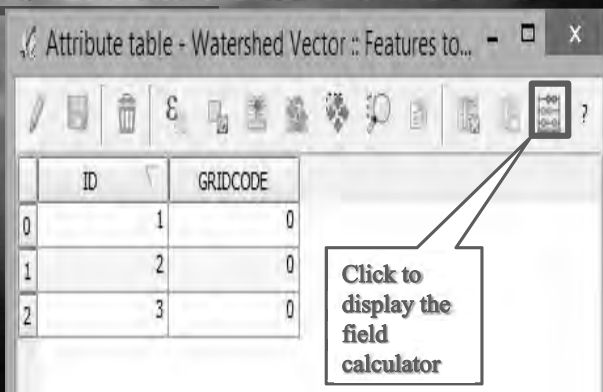 Attribute table - Watershed Vector :: Features to...
ε
?
ID GRIDCODE
0 1 0
1 2 0
2 3 0
Click to
display the
field
calculator